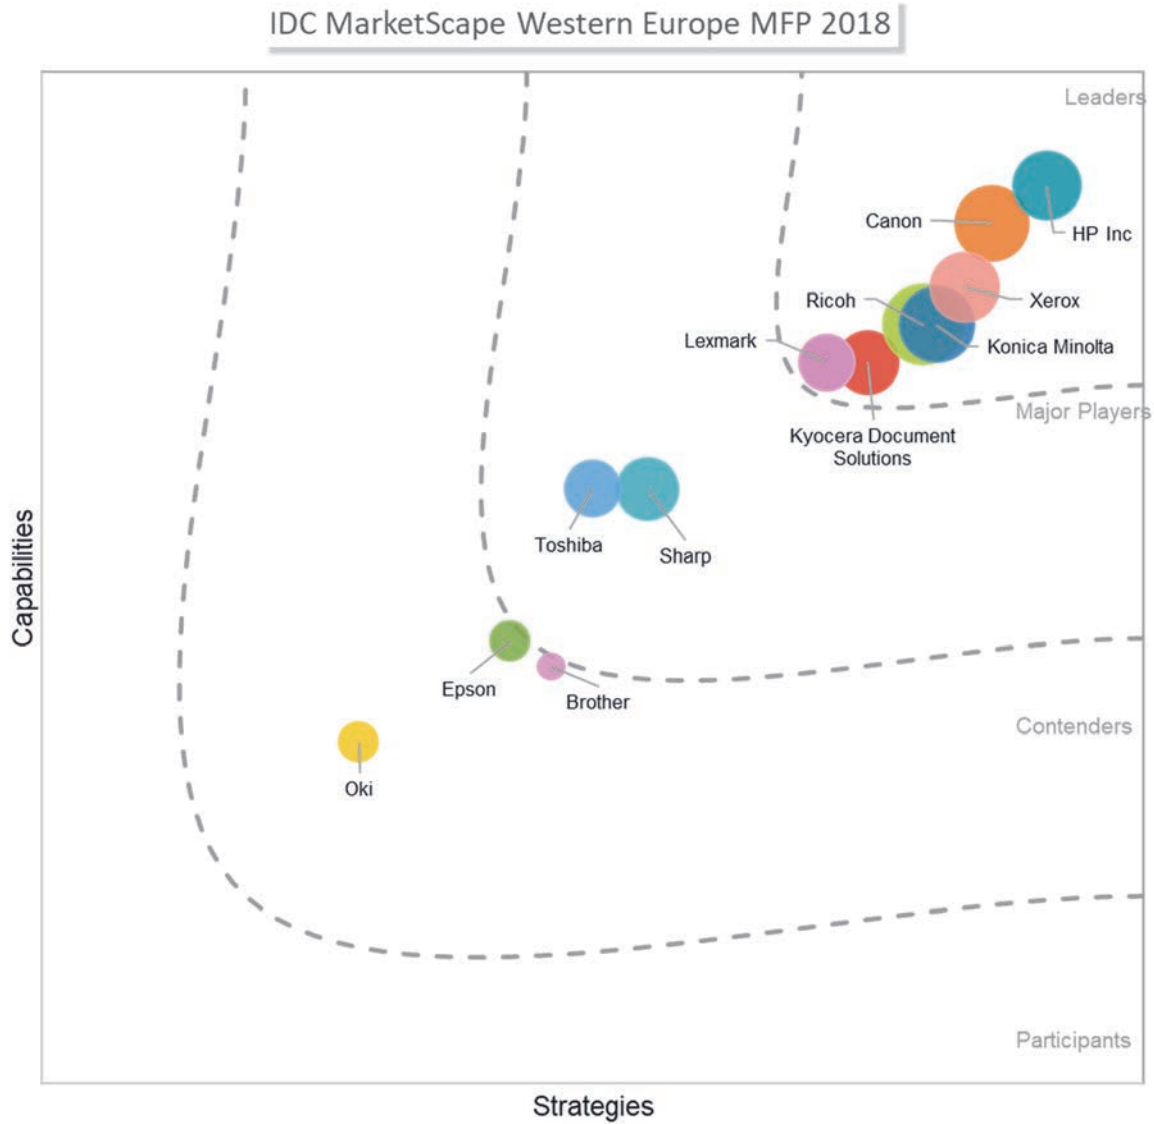 IDC MarketScape Western Europe MFP 2018
Leaders
Canon
HP Inc
Ricoh
Xerox
Lexmark
Konica Minolta
Major Players
Kyocera Document
Solutions
Toshiba
Sharp
Capabilities
Epson
Brother
Contenders
Oki
Participants
Strategies